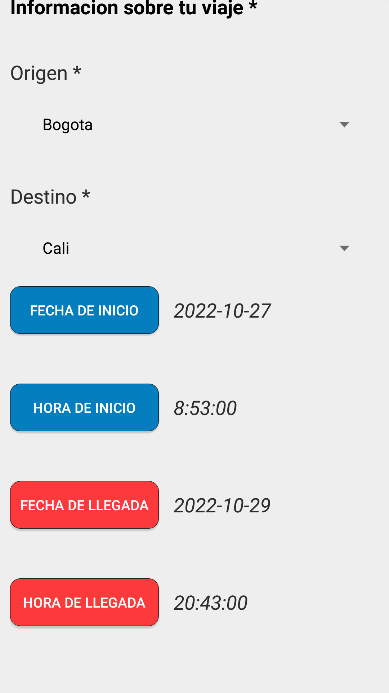 Informacion sobre tu viaje *
Origen *
Bogota
Destino *
Cali
FECHA DE INICIO 2022-10-27
HORA DE INICIO 8:53:00
FECHA DE LLEGADA 2022-10-29
HORA DE LLEGADA 20:43:00